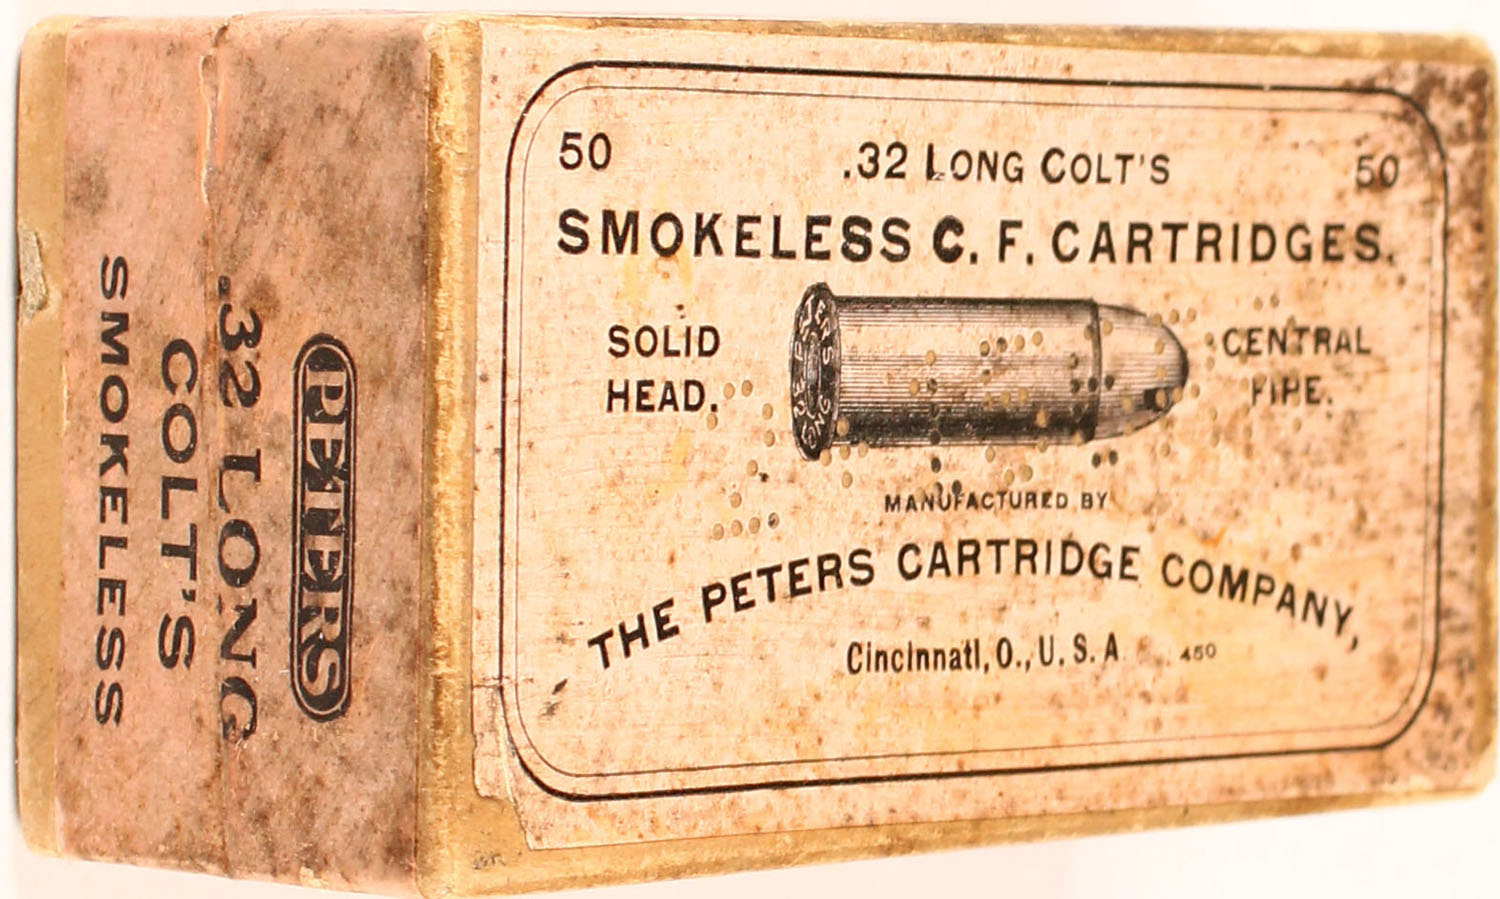 50 .32 LONG COLT'S 50
SMOKELESS C. F. CARTRIDGES.
SOLID
HEAD.
CENTRAL
FIRE.
MANUFACTURED BY
THE PETERS CARTRIDGE COMPANY,
Cincinnati, O., U. S. A
450
PETERS
.32 LONG
COLT'S
SMOKELESS